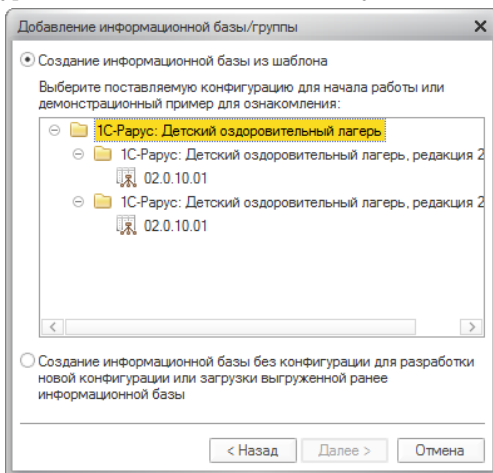 Добавление информационной базы/группы
Создание информационной базы из шаблона
Выберите поставляемую конфигурацию для начала работы или
демонстрационный пример для ознакомления:
1С-Рарус: Детский оздоровительный лагерь
1С-Рарус: Детский оздоровительный лагерь, редакция 2
02.0.10.01
1С-Рарус: Детский оздоровительный лагерь, редакция 2
02.0.10.01
Создание информационной базы без конфигурации для разработки
новой конфигурации или загрузки выгруженной ранее
информационной базы
< Назад Далее > Отмена